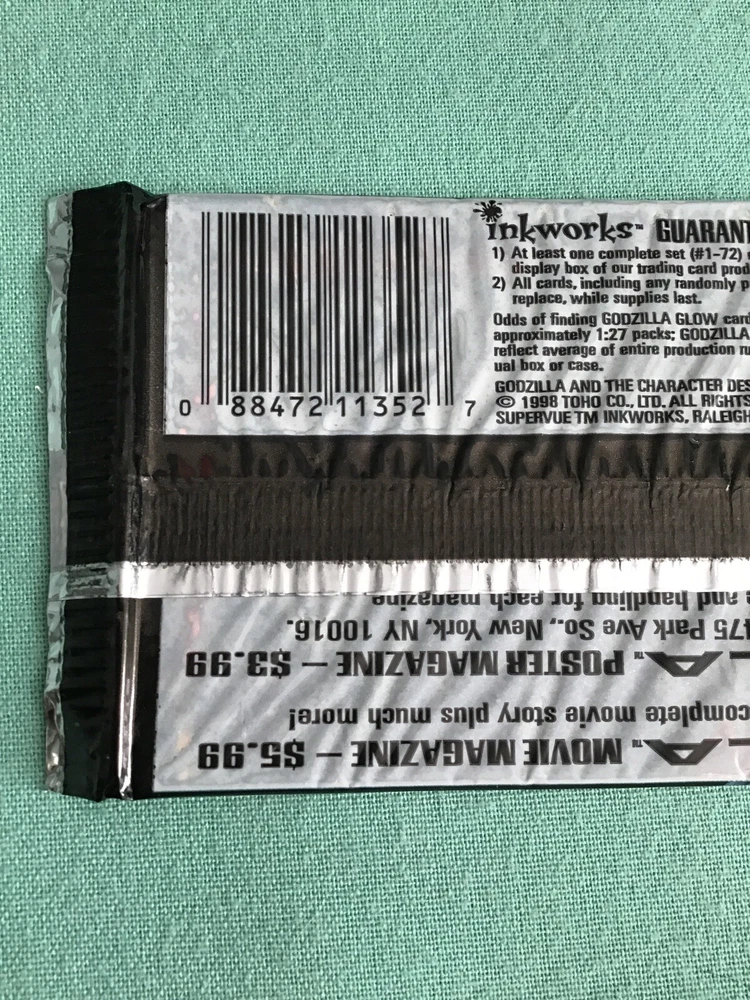 inkworks™ GUARANT
1) At least one complete set (#1-72)
display box of our trading card prod
2) All cards, including any randomly p
replace, while supplies last.
Odds of finding GODZILLA GLOW card
approximately 1:27 packs; GODZILLA
reflect average of entire production ru
ual box or case.
GODZILLA AND THE CHARACTER DES
© 1998 TOHO CO., LTD. ALL RIGHTS
SUPERVUE TM INKWORKS, RALEIGH
0 88472 11352 7
LA™ MOVIE MAGAZINE — $5.99
complete movie story plus much more!
LA™ POSTER MAGAZINE — $3.99
475 Park Ave So., New York, NY 10016.
e and handling for each magazine